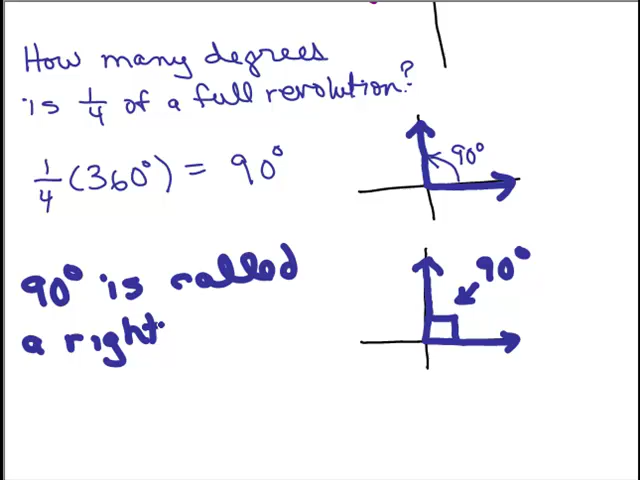 How many degrees
is 1/4 of a full revolution?
1/4 (360°) = 90°
90°
90° is called
a right
90°